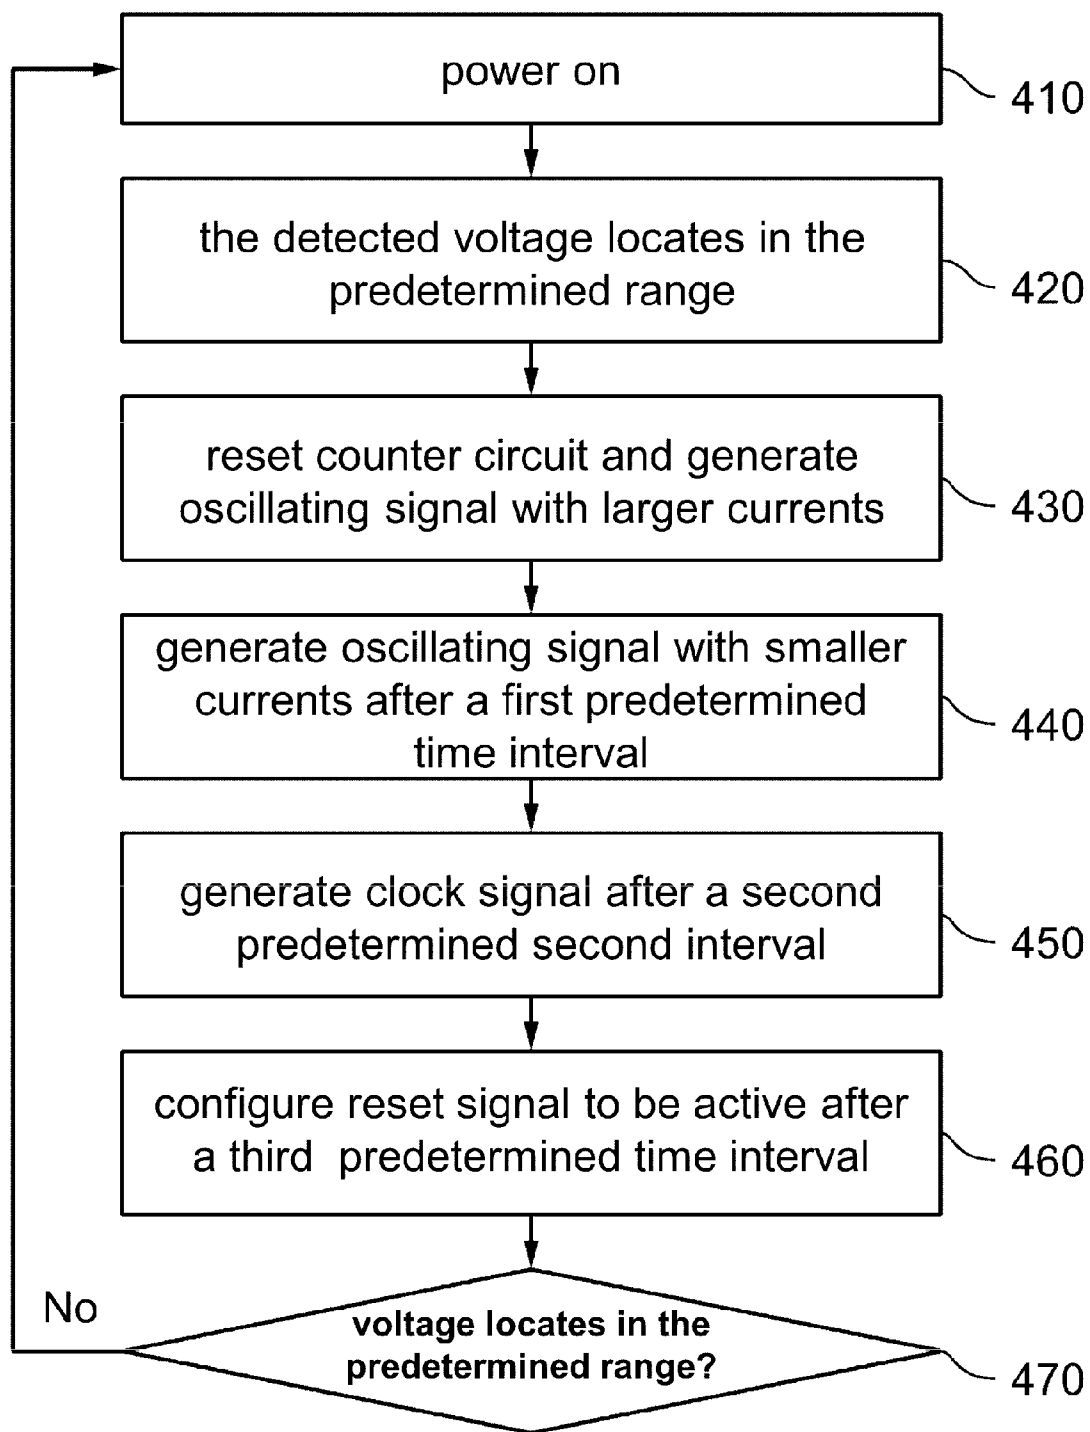 power on
410
the detected voltage locates in the
predetermined range
420
reset counter circuit and generate
oscillating signal with larger currents
430
generate oscillating signal with smaller
currents after a first predetermined
time interval
440
generate clock signal after a second
predetermined second interval
450
configure reset signal to be active after
a third predetermined time interval
460
No
voltage locates in the
predetermined range?
470